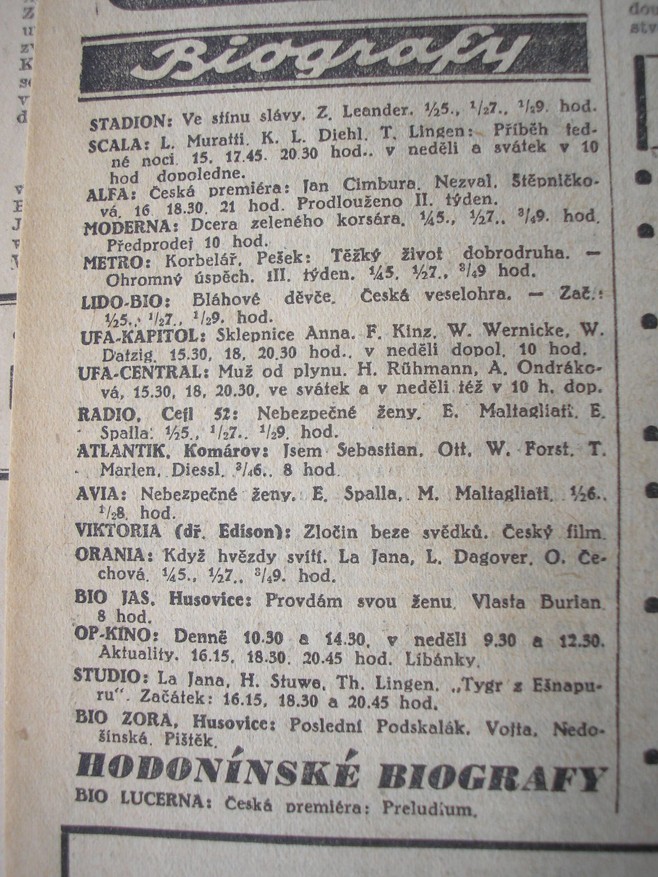 Biografy
STADION: Ve stínu slávy. Z. Leander. ½5., ½7., ½9. hod.
SCALA: L. Muratti. K. L. Diehl. T. Lingen: Příběh jed-
né noci. 15. 17.45. 20.30 hod., v neděli a svátek v 10
hod dopoledne.
ALFA: Česká premiéra: Jan Cimbura. Nezval. Štěpničko-
vá. 16. 18.30. 21 hod. Prodlouženo II. týden.
MODERNA: Dcera zeleného korsára. ¼5., ½7., ¾9. hod.
Předprodej 10 hod.
METRO: Korbelář. Pešek: Těžký život dobrodruha. —
Ohromný úspěch. III. týden. ¼5. ½7., ¾9 hod.
LIDO-BIO: Bláhové děvče. Česká veselohra. — Zač.:
½5., ½7., ½9. hod.
UFA-KAPITOL: Sklepnice Anna. F. Kinz. W. Wernicke, W.
Datzig. 15.30, 18, 20.30 hod., v neděli dopol. 10 hod.
UFA-CENTRAL: Muž od plynu. H. Rühmann, A. Ondráko-
vá, 15.30, 18, 20.30, ve svátek a v neděli též v 10 h. dop.
RADIO, Cejl 52: Nebezpečné ženy. E. Maltagliati. E.
Spalla: ½5., ½7., ½9. hod.
ATLANTIK, Komárov: Jsem Sebastian. Ott. W. Forst. T.
Marlen, Diessl. ¾6., 8 hod.
AVIA: Nebezpečné ženy. E. Spalla, M. Maltagliati. ½6.,
½8. hod.
VIKTORIA (dř. Edison): Zločin beze svědků. Český film.
ORANIA: Když hvězdy svítí. La Jana, L. Dagover. O. Če-
chová. ¼5., ½7., ¾9. hod.
BIO JAS, Husovice: Provdám svou ženu. Vlasta Burian.
8 hod.
OP-KINO: Denně 10.30 a 14.30, v neděli 9.30 a 12.30.
Aktuality. 16.15, 18.30. 20.45 hod. Líbánky.
STUDIO: La Jana, H. Stuwe, Th. Lingen. „Tygr z Ešnapu-
ru“. Začátek: 16.15, 18.30 a 20.45 hod.
BIO ZORA, Husovice: Poslední Podskalák. Vojta, Nedo-
šínská. Pištěk.
HODONÍNSKÉ BIOGRAFY
BIO LUCERNA: Česká premiéra: Preludium.